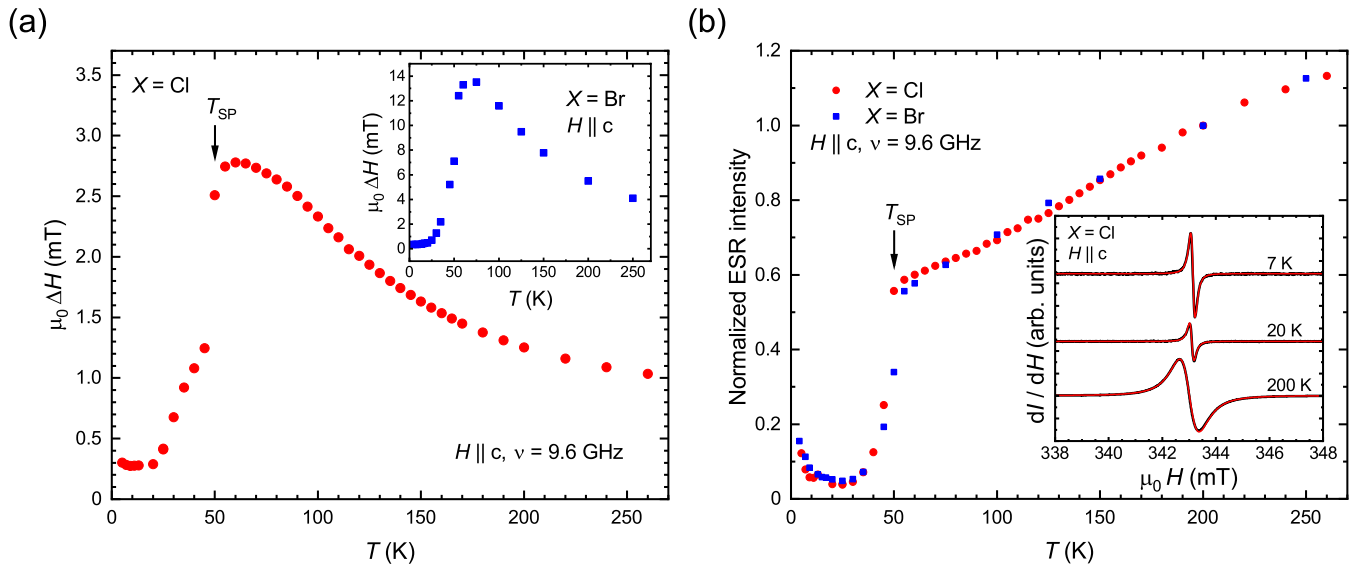 (a)
3.5
3.0
2.5
2.0
1.5
1.0
0.5
0
μ₀ ΔH (mT)
X = Cl
T_SP
H || c, ν = 9.6 GHz
0 50 100 150 200 250
T (K)
14
12
10
8
6
4
2
0
μ₀ ΔH (mT)
X = Br
H || c
0 50 100 150 200 250
T (K)
(b)
1.2
1.0
0.8
0.6
0.4
0.2
0.0
Normalized ESR intensity
X = Cl
X = Br
H || c, ν = 9.6 GHz
T_SP
0 50 100 150 200 250
T (K)
X = Cl
H || c
7 K
20 K
200 K
dI / dH (arb. units)
338 340 342 344 346 348
μ₀ H (mT)